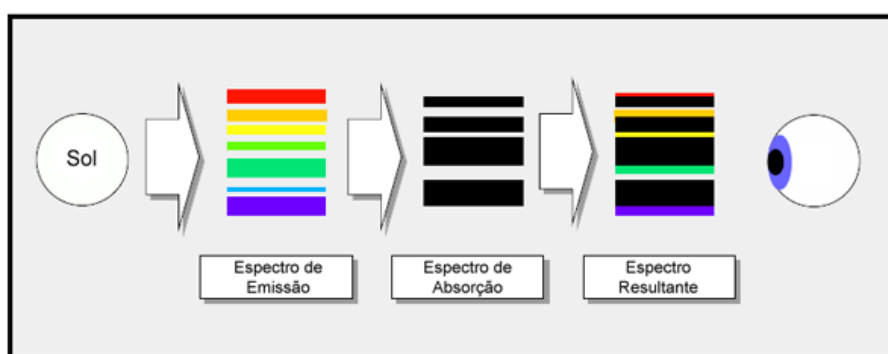 Sol
Espectro de
Emissão
Espectro de
Absorção
Espectro
Resultante